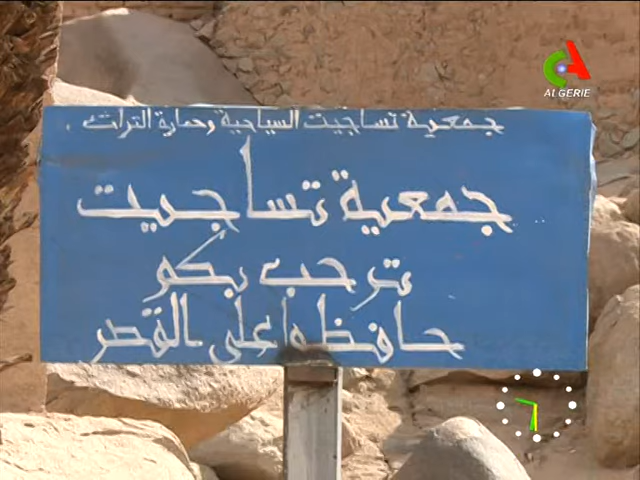 ALGERIE
جمعية تساجيت السياحية وحماية التراث
جمعية تساجيت
ترحب بكم
حافظوا على القصر